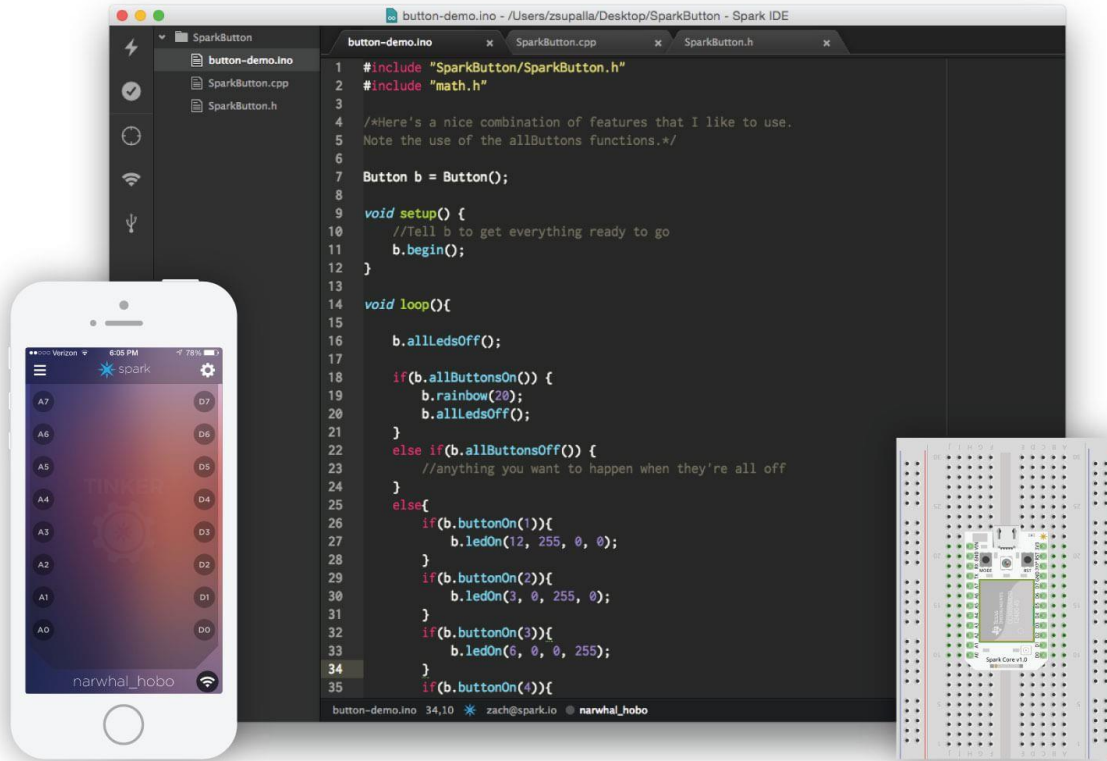 button-demo.ino - /Users/zsupalla/Desktop/SparkButton - Spark IDE
SparkButton
button-demo.ino
SparkButton.cpp
SparkButton.h
button-demo.ino x SparkButton.cpp x SparkButton.h x
1 #include "SparkButton/SparkButton.h"
2 #include "math.h"
3
4 /*Here's a nice combination of features that I like to use.
5 Note the use of the allButtons functions.*/
6
7 Button b = Button();
8
9 void setup() {
10 //Tell b to get everything ready to go
11 b.begin();
12 }
13
14 void loop(){
15
16 b.allLedsOff();
17
18 if(b.allButtonsOn()) {
19 b.rainbow(20);
20 b.allLedsOff();
21 }
22 else if(b.allButtonsOff()) {
23 //anything you want to happen when they're all off
24 }
25 else{
26 if(b.buttonOn(1)){
27 b.ledOn(12, 255, 0, 0);
28 }
29 if(b.buttonOn(2)){
30 b.ledOn(3, 0, 255, 0);
31 }
32 if(b.buttonOn(3)){
33 b.ledOn(6, 0, 0, 255);
34 }
35 if(b.buttonOn(4)){
button-demo.ino 34,10 zach@spark.io narwhal_hobo
Verizon 6:05 PM 78%
spark
A7 D7
A6 D6
A5 D5
A4 TINKER D4
A3 D3
A2 D2
A1 D1
A0 D0
narwhal_hobo
MODE RST
Spark Core v1.0